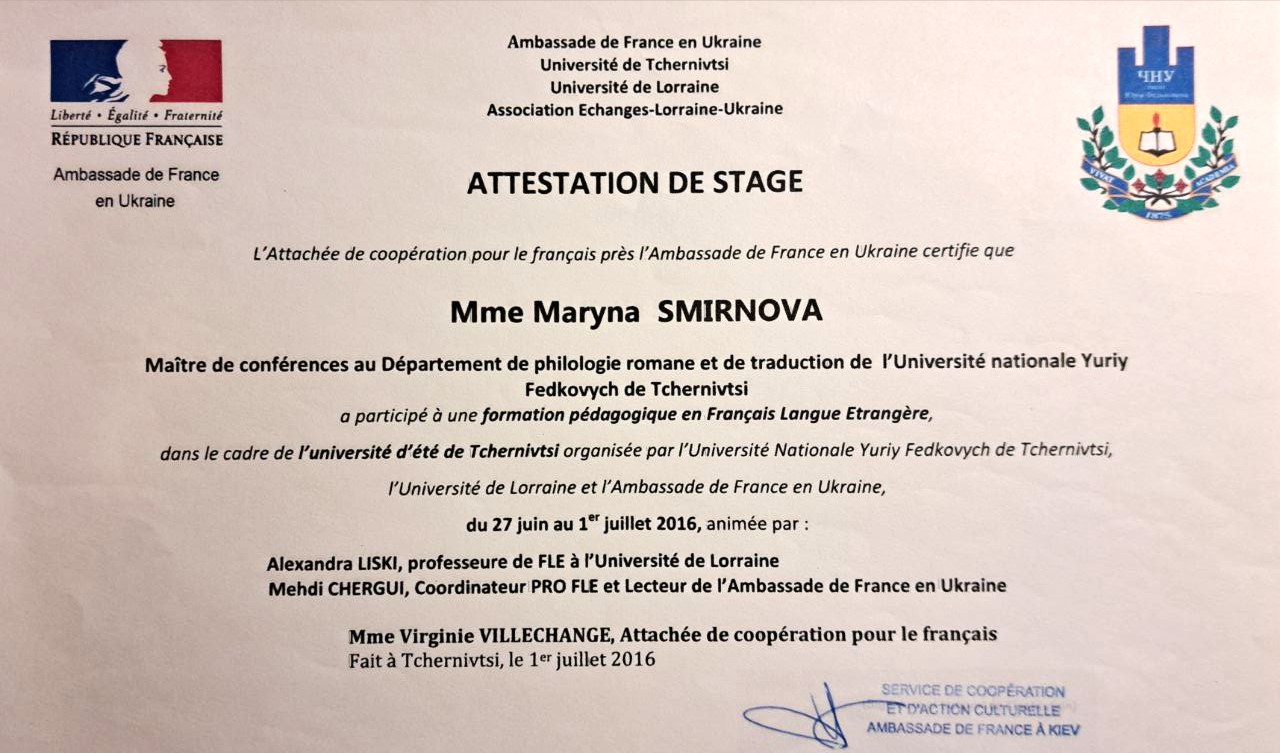 Liberté • Égalité • Fraternité
RÉPUBLIQUE FRANÇAISE
Ambassade de France
en Ukraine
Ambassade de France en Ukraine
Université de Tchernivtsi
Université de Lorraine
Association Echanges-Lorraine-Ukraine
ЧНУ
VIVAT
ACADEMIA
1875
ATTESTATION DE STAGE
L’Attachée de coopération pour le français près l’Ambassade de France en Ukraine certifie que
Mme Maryna SMIRNOVA
Maître de conférences au Département de philologie romane et de traduction de l’Université nationale Yuriy
Fedkovych de Tchernivtsi
a participé à une formation pédagogique en Français Langue Etrangère,
dans le cadre de l’université d’été de Tchernivtsi organisée par l’Université Nationale Yuriy Fedkovych de Tchernivtsi,
l’Université de Lorraine et l’Ambassade de France en Ukraine,
du 27 juin au 1er juillet 2016, animée par :
Alexandra LISKI, professeure de FLE à l’Université de Lorraine
Mehdi CHERGUI, Coordinateur PRO FLE et Lecteur de l’Ambassade de France en Ukraine
Mme Virginie VILLECHANGE, Attachée de coopération pour le français
Fait à Tchernivtsi, le 1er juillet 2016
SERVICE DE COOPÉRATION
ET D'ACTION CULTURELLE
AMBASSADE DE FRANCE À KIEV